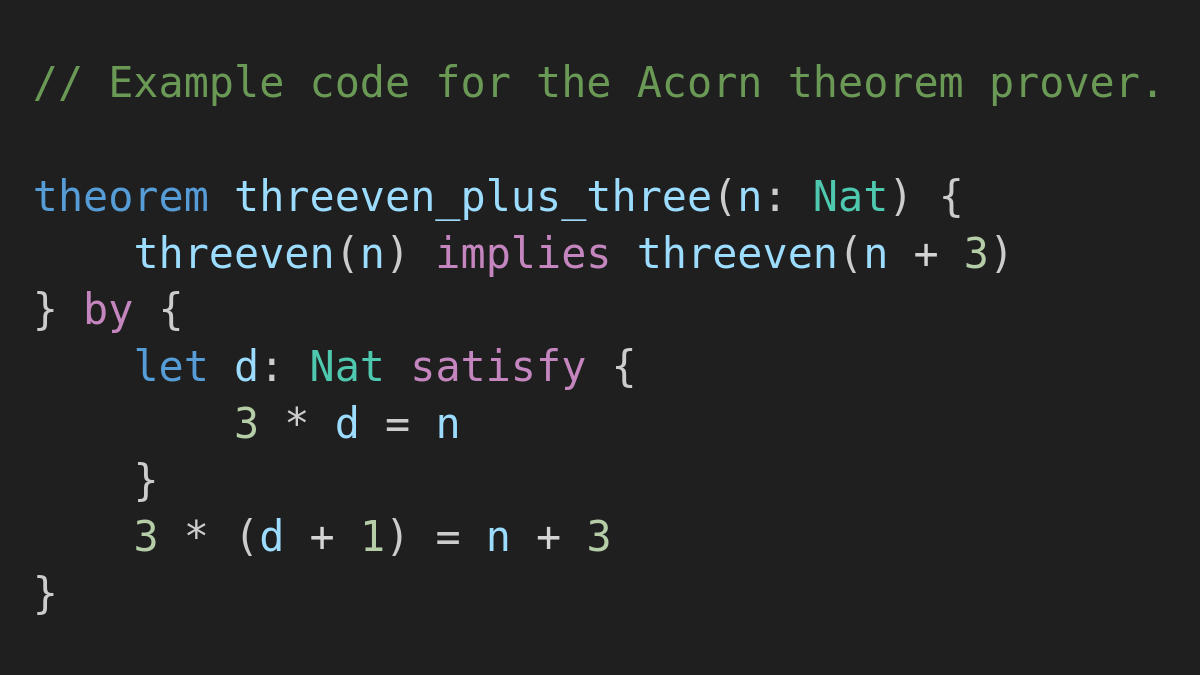 // Example code for the Acorn theorem prover.
theorem threeven_plus_three(n: Nat) {
    threeven(n) implies threeven(n + 3)
} by {
    let d: Nat satisfy {
        3 * d = n
    }
    3 * (d + 1) = n + 3
}